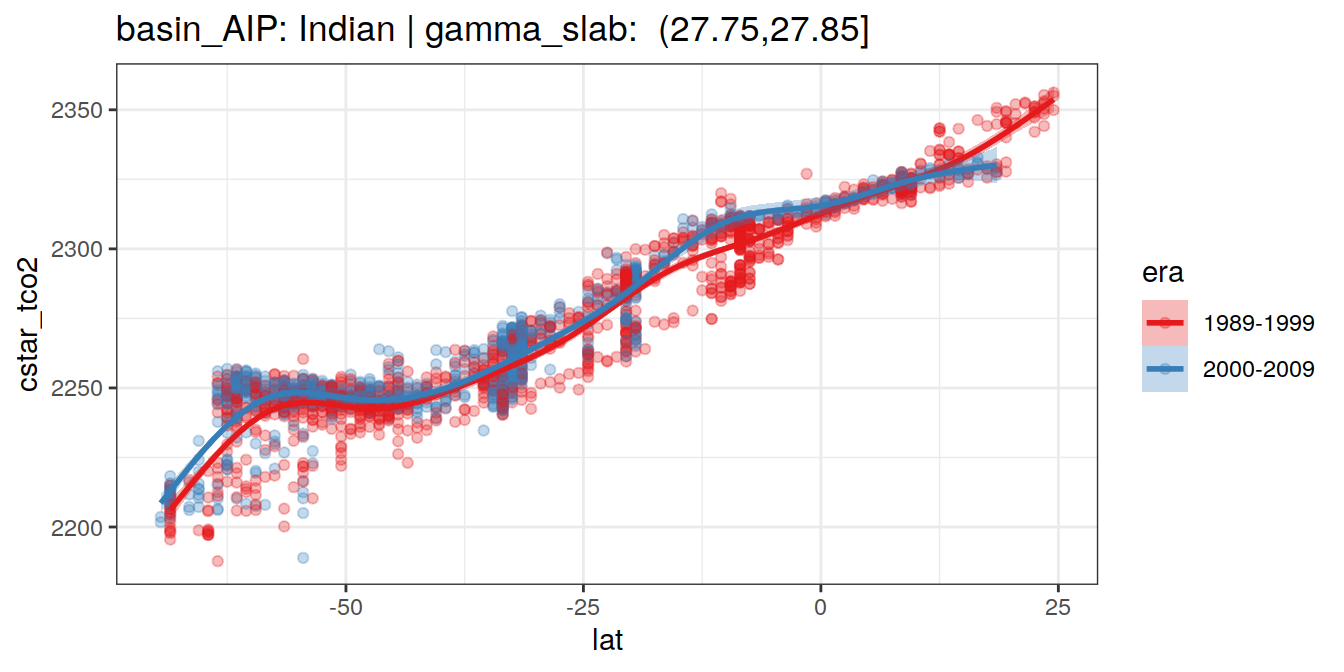 basin_AIP: Indian | gamma_slab:  (27.75,27.85]
2350
2300
2250
2200
cstar_tco2
-50
-25
0
25
lat
era
1989-1999
2000-2009